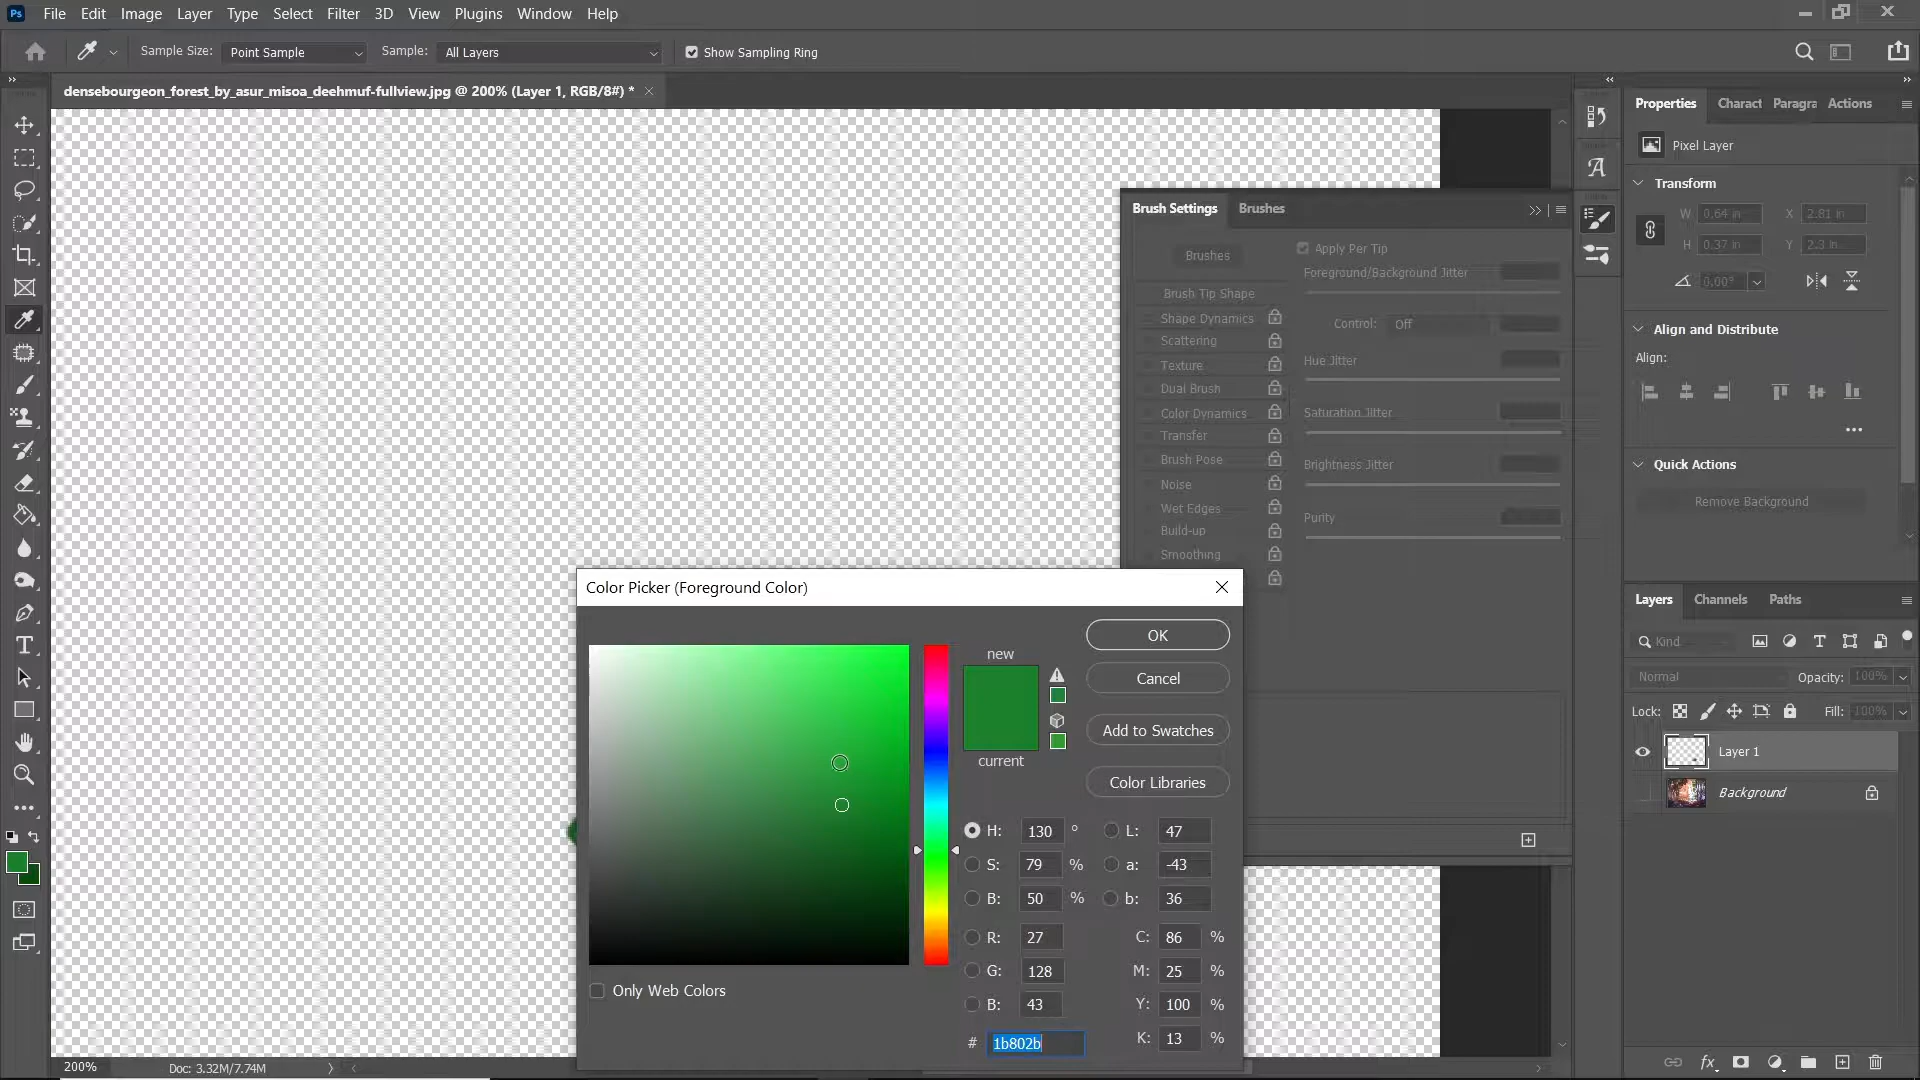 Ps File Edit Image Layer Type Select Filter 3D View Plugins Window Help
Sample Size: Point Sample Sample: All Layers Show Sampling Ring
densebourgeon_forest_by_asur_misoa_deehmuf-fullview.jpg @ 200% (Layer 1, RGB/8#) *
Properties Charact Paragra Actions
Pixel Layer
Transform
W 0.64 in X 2.81 in
H 0.37 in Y 2.3 in
0.00°
Align and Distribute
Align:
Quick Actions
Remove Background
Brush Settings Brushes
Brushes
Apply Per Tip
Foreground/Background Jitter
Brush Tip Shape
Shape Dynamics
Control: Off
Scattering
Hue Jitter
Texture
Dual Brush
Color Dynamics
Saturation Jitter
Transfer
Brush Pose
Brightness Jitter
Noise
Wet Edges
Purity
Build-up
Smoothing
Color Picker (Foreground Color)
new
current
OK
Cancel
Add to Swatches
Color Libraries
H: 130 ° L: 47
S: 79 % a: -43
B: 50 % b: 36
R: 27 C: 86 %
G: 128 M: 25 %
B: 43 Y: 100 %
# 1b802b K: 13 %
Only Web Colors
Layers Channels Paths
Kind
Normal Opacity: 100%
Lock: Fill: 100%
Layer 1
Background
200% Doc: 3.32M/7.74M